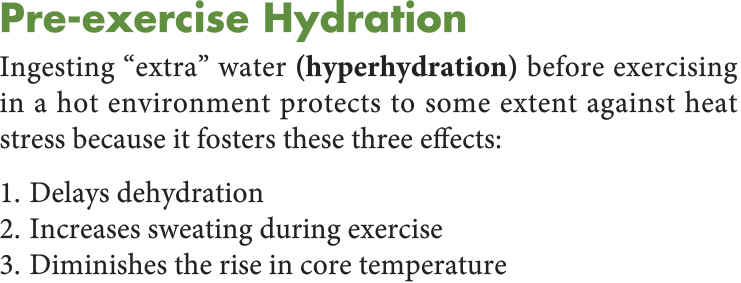 Pre-exercise Hydration
Ingesting “extra” water (hyperhydration) before exercising
in a hot environment protects to some extent against heat
stress because it fosters these three effects:
1. Delays dehydration
2. Increases sweating during exercise
3. Diminishes the rise in core temperature